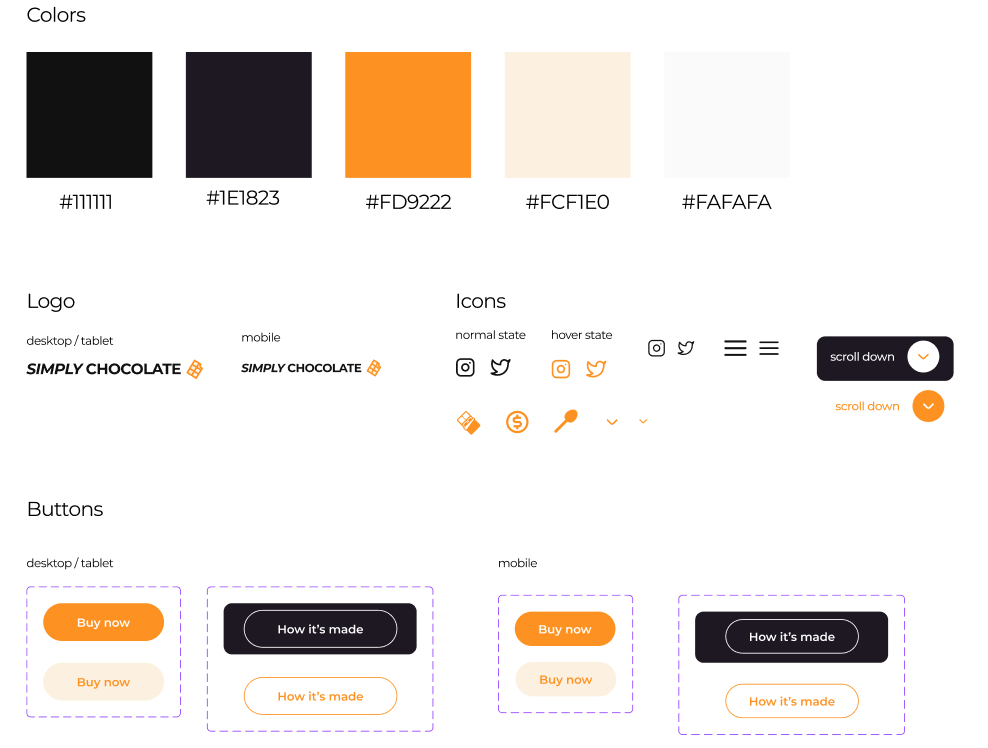 Colors
#111111
#1E1823
#FD9222
#FCF1E0
#FAFAFA
Logo
desktop / tablet
SIMPLY CHOCOLATE
mobile
SIMPLY CHOCOLATE
Icons
normal state
hover state
scroll down
scroll down
Buttons
desktop / tablet
Buy now
Buy now
How it's made
How it's made
mobile
Buy now
Buy now
How it's made
How it's made